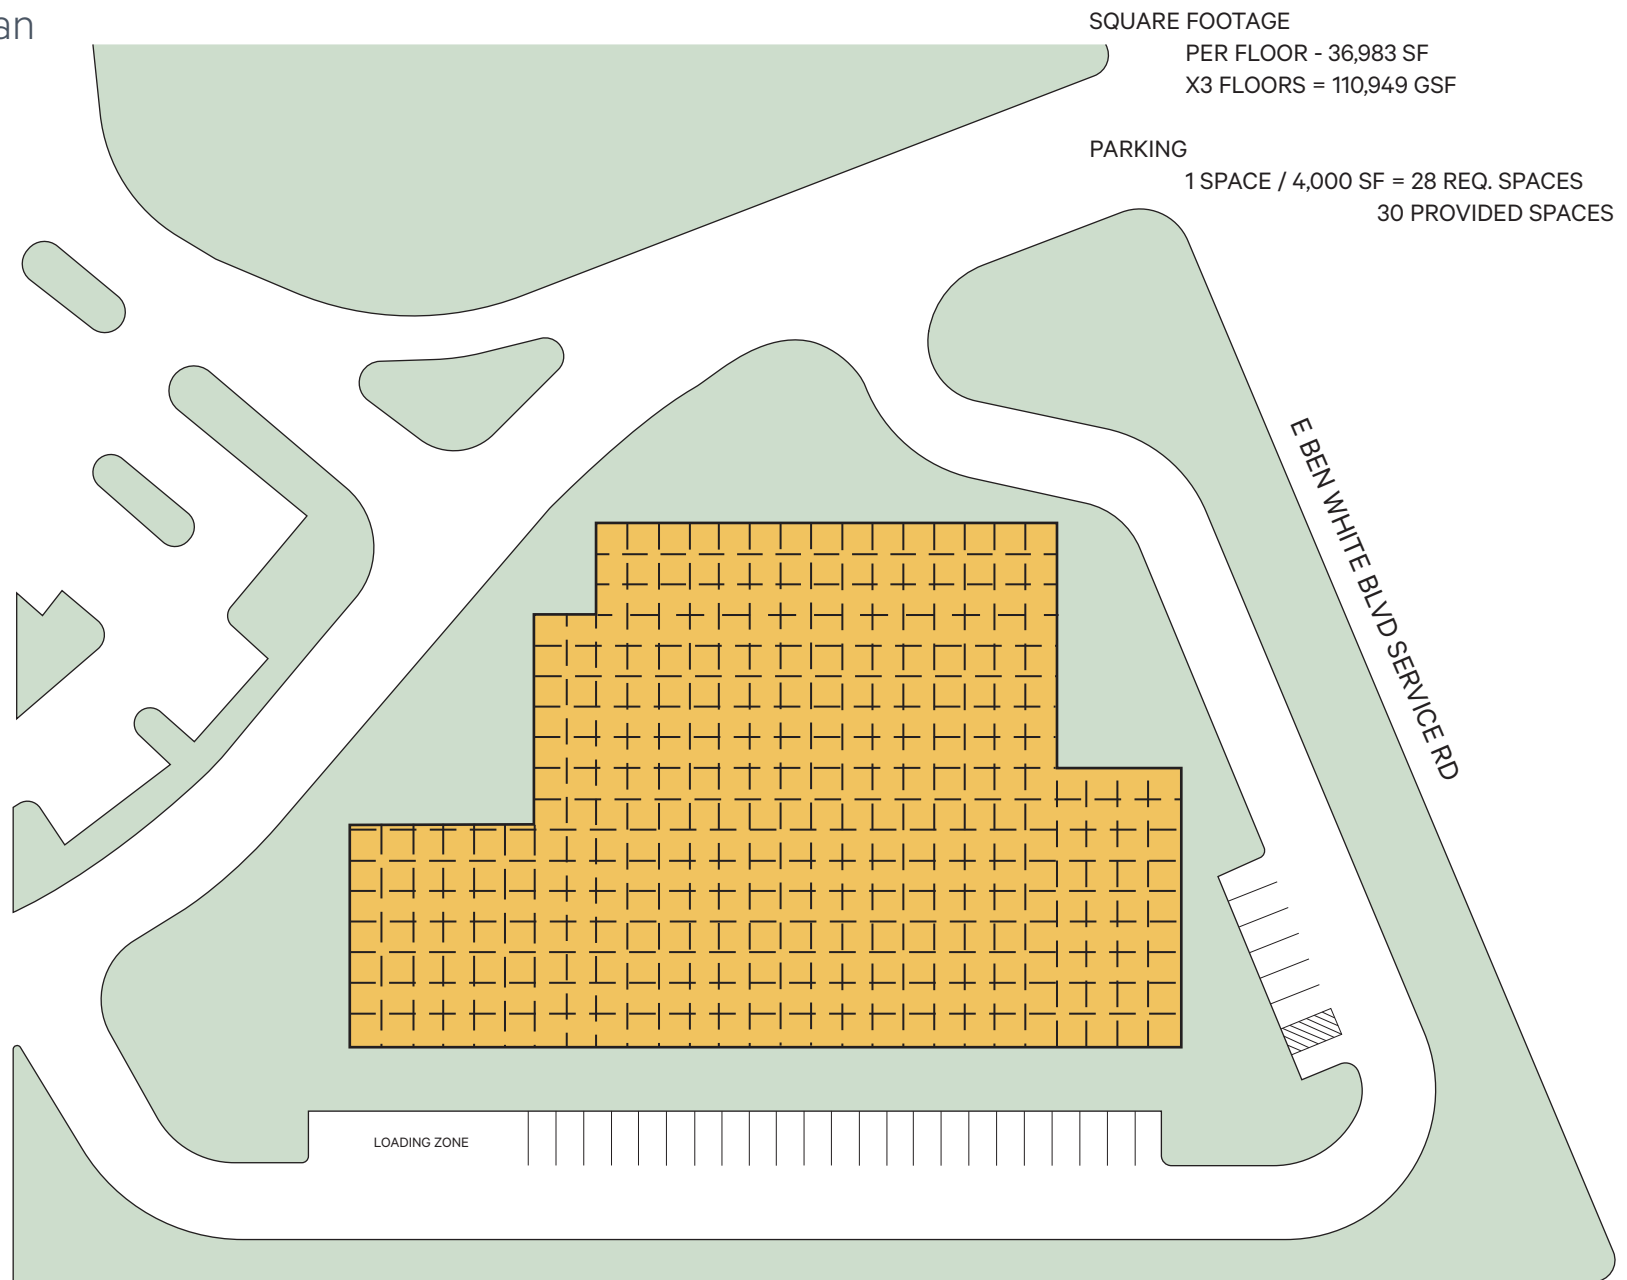 an
SQUARE FOOTAGE
PER FLOOR - 36,983 SF
X3 FLOORS = 110,949 GSF
PARKING
1 SPACE / 4,000 SF = 28 REQ. SPACES
30 PROVIDED SPACES
E BEN WHITE BLVD SERVICE RD
LOADING ZONE